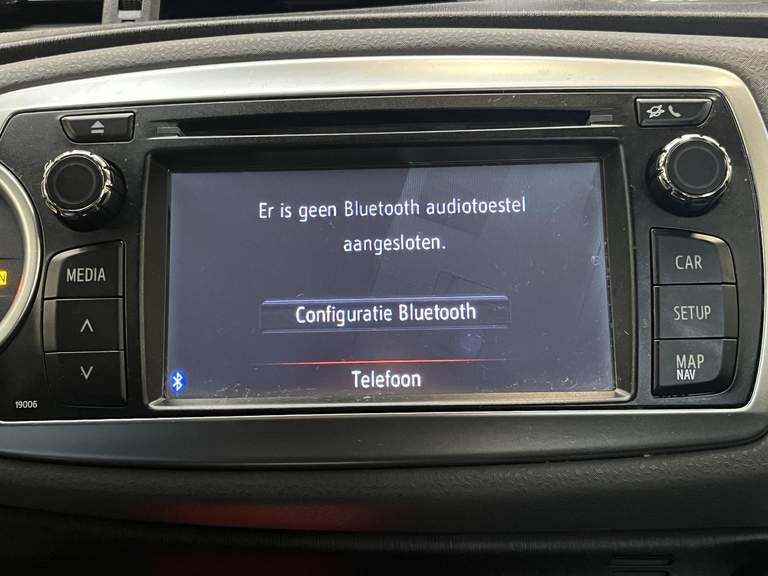 Er is geen Bluetooth audiotoestel
aangesloten.
Configuratie Bluetooth
Telefoon
MEDIA
19006
CAR
SETUP
MAP
NAV